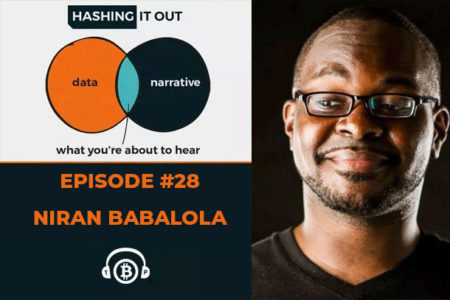 HASHING IT OUT
data
narrative
what you're about to hear
EPISODE #28
NIRAN BABALOLA
T P